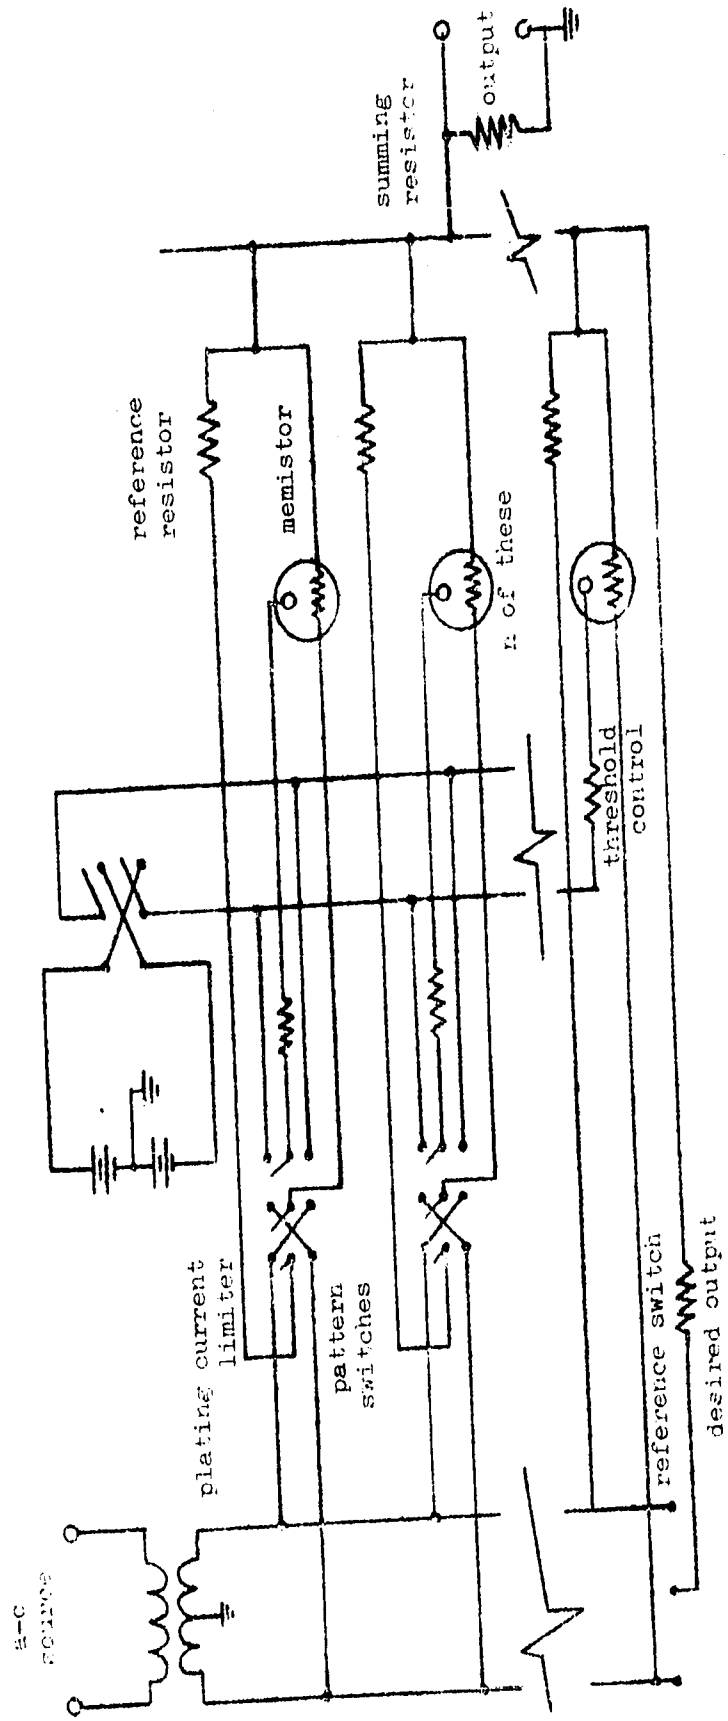 a-c
source
plating current
limiter
pattern
switches
reference
resistor
memistor
n of these
summing
resistor
output
threshold
control
reference switch
desired output